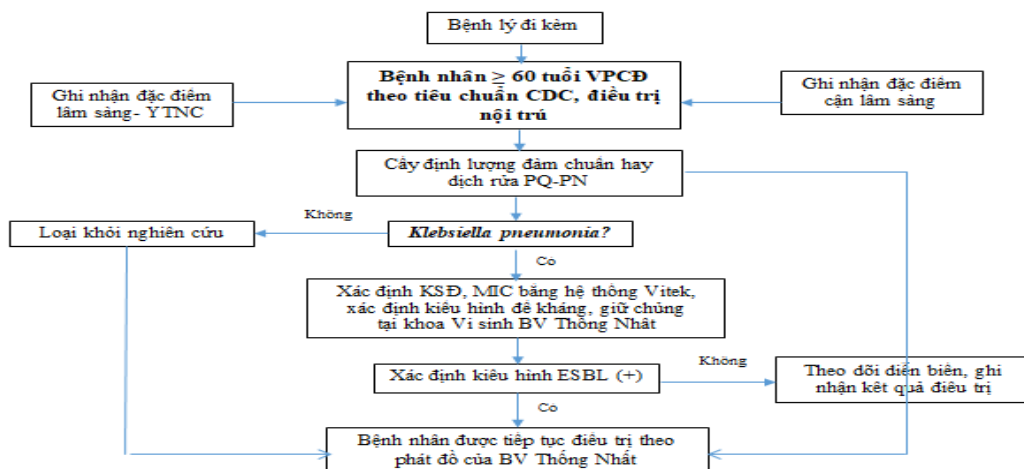 Bệnh lý đi kèm
Bệnh nhân ≥ 60 tuổi VPCĐ
theo tiêu chuẩn CDC, điều trị
nội trú
Ghi nhận đặc điểm
lâm sàng- YTNC
Ghi nhận đặc điểm
cận lâm sàng
Cấy định lượng đàm chuẩn hay
dịch rửa PQ-PN
Không
Loại khỏi nghiên cứu
Klebsiella pneumonia?
Co
Xác định KSĐ, MIC bằng hệ thống Vitek,
xác định kiểu hình đề kháng, giữ chủng
tại khoa Vi sinh BV Thống Nhất
Không
Xác định kiểu hình ESBL (+)
Theo dõi diễn biến, ghi
nhận kết quả điều trị
Co
Bệnh nhân được tiếp tục điều trị theo
phát đồ của BV Thống Nhất